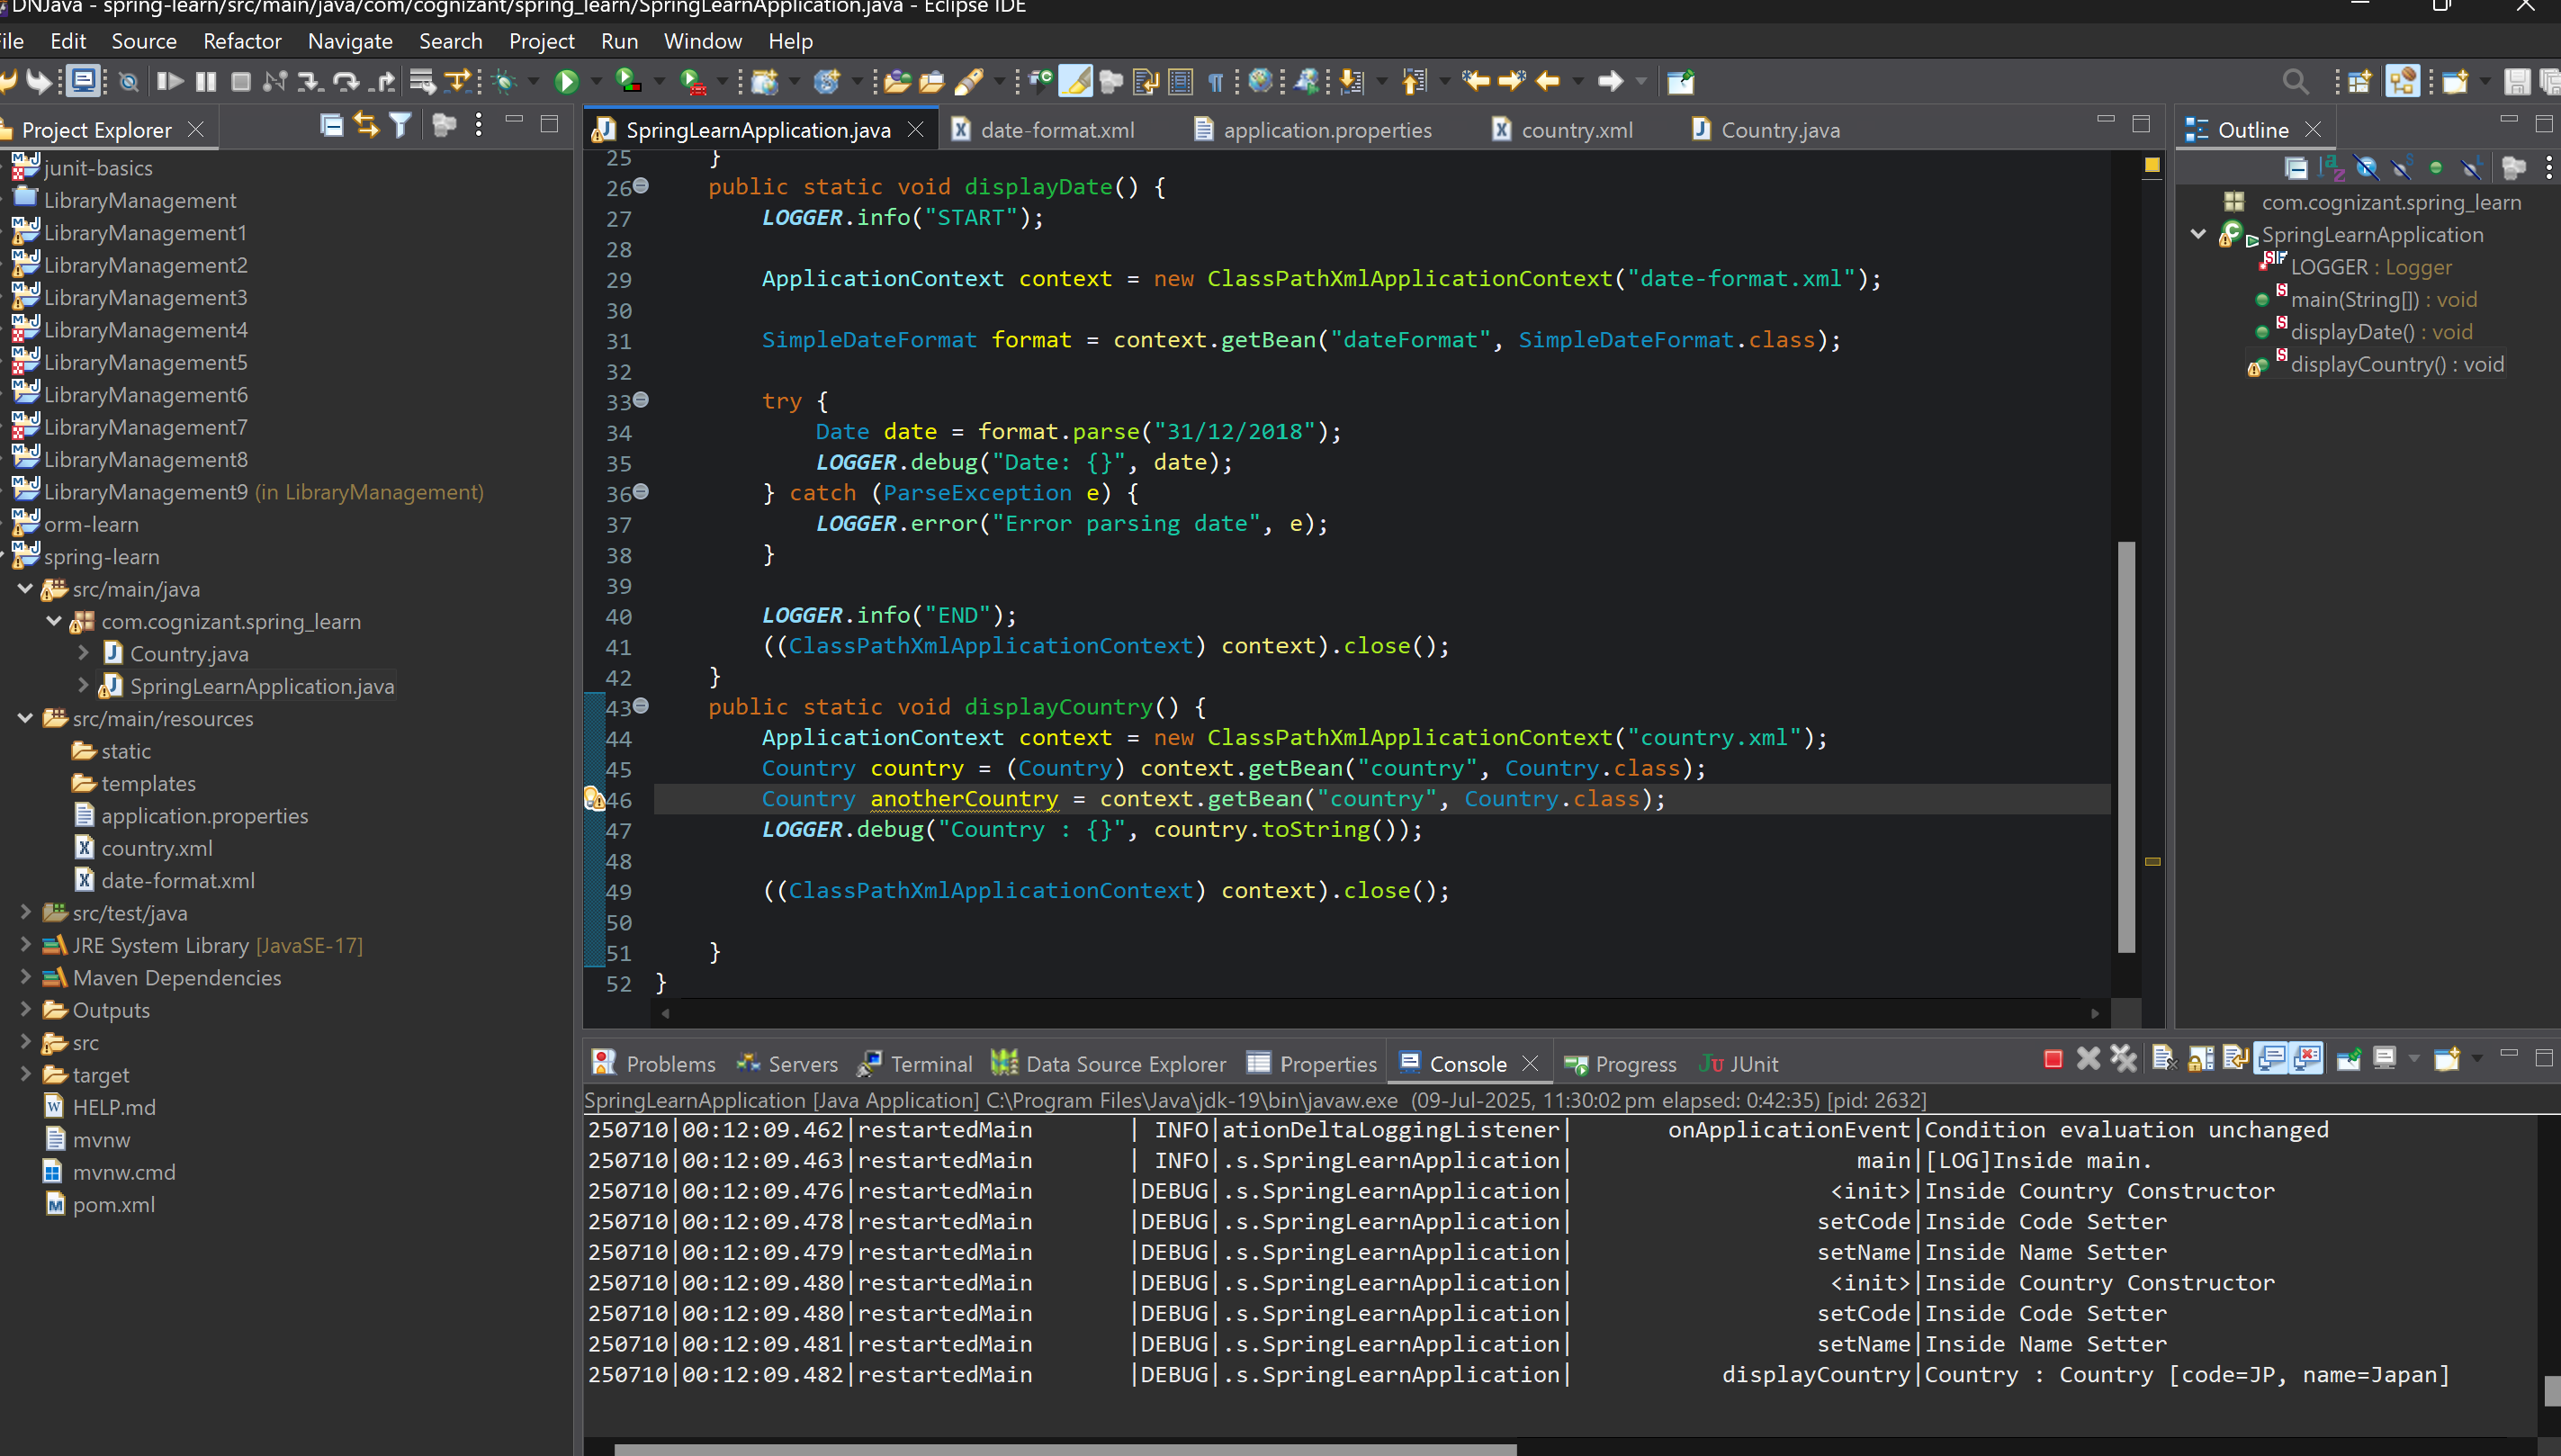 DNJava - spring-learn/src/main/java/com/cognizant/spring_learn/SpringLearnApplication.java - Eclipse IDE
Edit Source Refactor Navigate Search Project Run Window Help
Project Explorer
junit-basics
LibraryManagement
LibraryManagement1
LibraryManagement2
LibraryManagement3
LibraryManagement4
LibraryManagement5
LibraryManagement6
LibraryManagement7
LibraryManagement8
LibraryManagement9 (in LibraryManagement)
orm-learn
spring-learn
src/main/java
com.cognizant.spring_learn
Country.java
SpringLearnApplication.java
src/main/resources
static
templates
application.properties
country.xml
date-format.xml
src/test/java
JRE System Library [JavaSE-17]
Maven Dependencies
Outputs
src
target
HELP.md
mvnw
mvnw.cmd
pom.xml
SpringLearnApplication.java date-format.xml application.properties country.xml Country.java
25 }
26 public static void displayDate() {
27 LOGGER.info("START");
28
29 ApplicationContext context = new ClassPathXmlApplicationContext("date-format.xml");
30
31 SimpleDateFormat format = context.getBean("dateFormat", SimpleDateFormat.class);
32
33 try {
34 Date date = format.parse("31/12/2018");
35 LOGGER.debug("Date: {}", date);
36 } catch (ParseException e) {
37 LOGGER.error("Error parsing date", e);
38 }
39
40 LOGGER.info("END");
41 ((ClassPathXmlApplicationContext) context).close();
42 }
43 public static void displayCountry() {
44 ApplicationContext context = new ClassPathXmlApplicationContext("country.xml");
45 Country country = (Country) context.getBean("country", Country.class);
46 Country anotherCountry = context.getBean("country", Country.class);
47 LOGGER.debug("Country : {}", country.toString());
48
49 ((ClassPathXmlApplicationContext) context).close();
50
51 }
52 }
Outline
com.cognizant.spring_learn
SpringLearnApplication
LOGGER : Logger
main(String[]) : void
displayDate() : void
displayCountry() : void
Problems Servers Terminal Data Source Explorer Properties Console Progress JUnit
SpringLearnApplication [Java Application] C:\Program Files\Java\jdk-19\bin\javaw.exe (09-Jul-2025, 11:30:02 pm elapsed: 0:42:35) [pid: 2632]
250710|00:12:09.462|restartedMain | INFO|ationDeltaLoggingListener| onApplicationEvent|Condition evaluation unchanged
250710|00:12:09.463|restartedMain | INFO|.s.SpringLearnApplication| main|[LOG]Inside main.
250710|00:12:09.476|restartedMain |DEBUG|.s.SpringLearnApplication| <init>|Inside Country Constructor
250710|00:12:09.478|restartedMain |DEBUG|.s.SpringLearnApplication| setCode|Inside Code Setter
250710|00:12:09.479|restartedMain |DEBUG|.s.SpringLearnApplication| setName|Inside Name Setter
250710|00:12:09.480|restartedMain |DEBUG|.s.SpringLearnApplication| <init>|Inside Country Constructor
250710|00:12:09.480|restartedMain |DEBUG|.s.SpringLearnApplication| setCode|Inside Code Setter
250710|00:12:09.481|restartedMain |DEBUG|.s.SpringLearnApplication| setName|Inside Name Setter
250710|00:12:09.482|restartedMain |DEBUG|.s.SpringLearnApplication| displayCountry|Country : Country [code=JP, name=Japan]